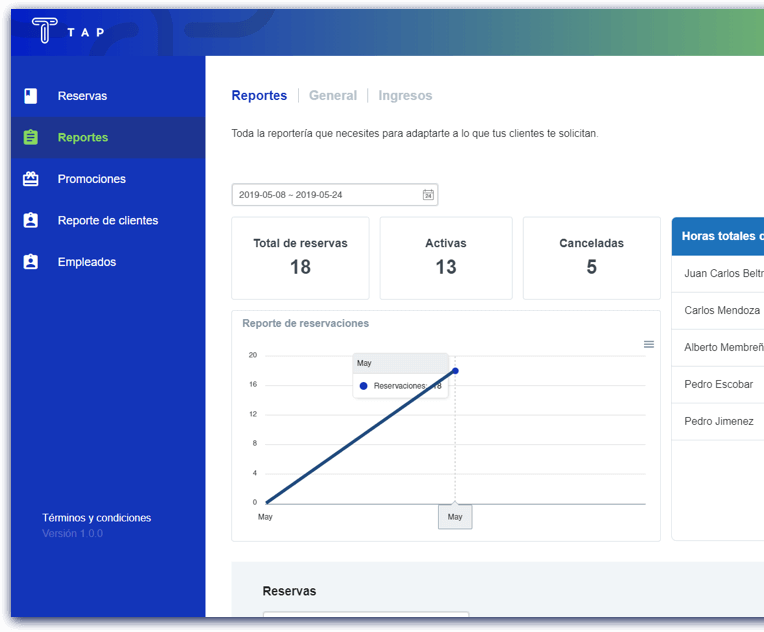 TAP
Reservas
Reportes
Promociones
Reporte de clientes
Empleados
Términos y condiciones
Versión 1.0.0
Reportes | General | Ingresos
Toda la reportería que necesites para adaptarte a lo que tus clientes te solicitan.
2019-05-08 ~ 2019-05-24
Total de reservas
18
Activas
13
Canceladas
5
Horas totales
Juan Carlos
Carlos Mendoza
Alberto
Pedro Escobar
Pedro Jimenez
Reporte de reservaciones
20
16
12
8
4
0
May
Reservaciones: 18
May
May
Reservas